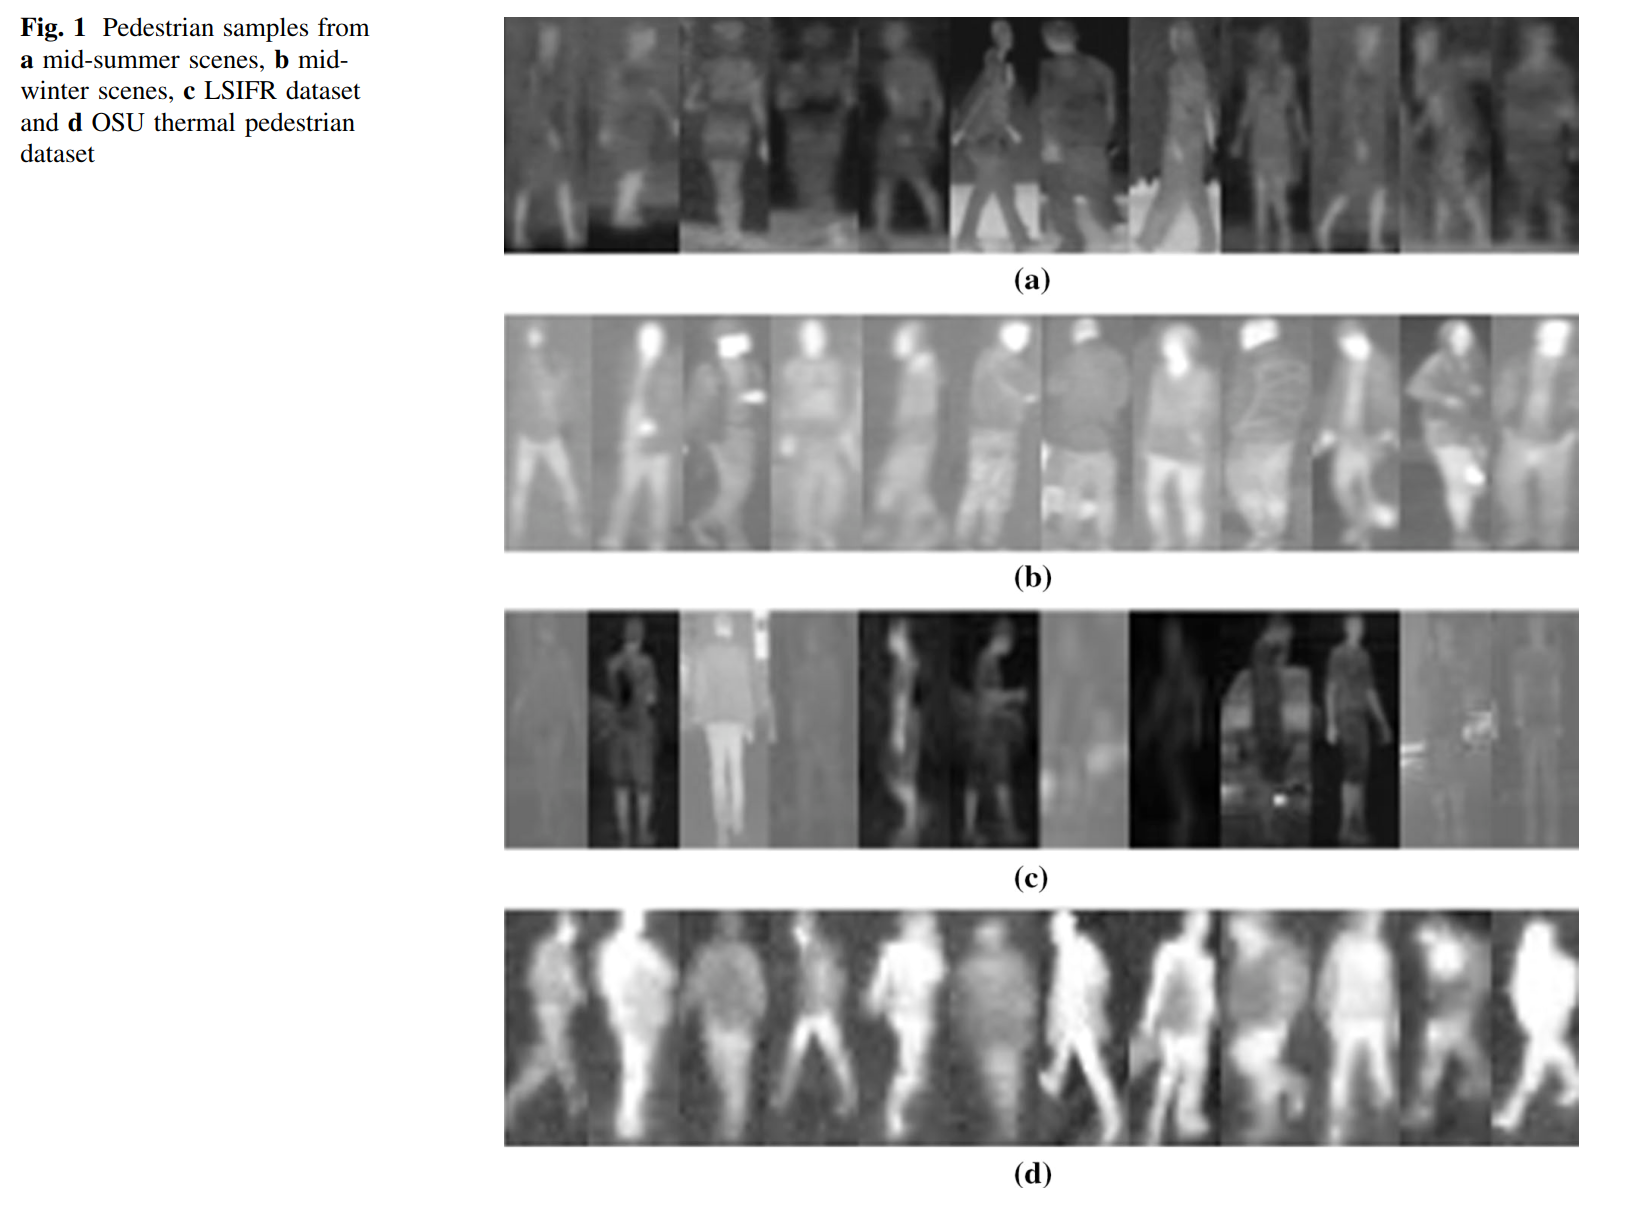 Fig. 1 Pedestrian samples from
a mid-summer scenes, b mid-
winter scenes, c LSIFR dataset
and d OSU thermal pedestrian
dataset
(a)
(b)
(c)
(d)